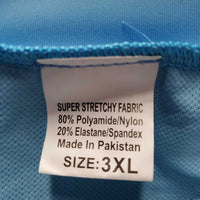 SUPER STRETCHY FABRIC
80% Polyamide/Nylon
20% Elastane/Spandex
Made In Pakistan
SIZE: 3XL